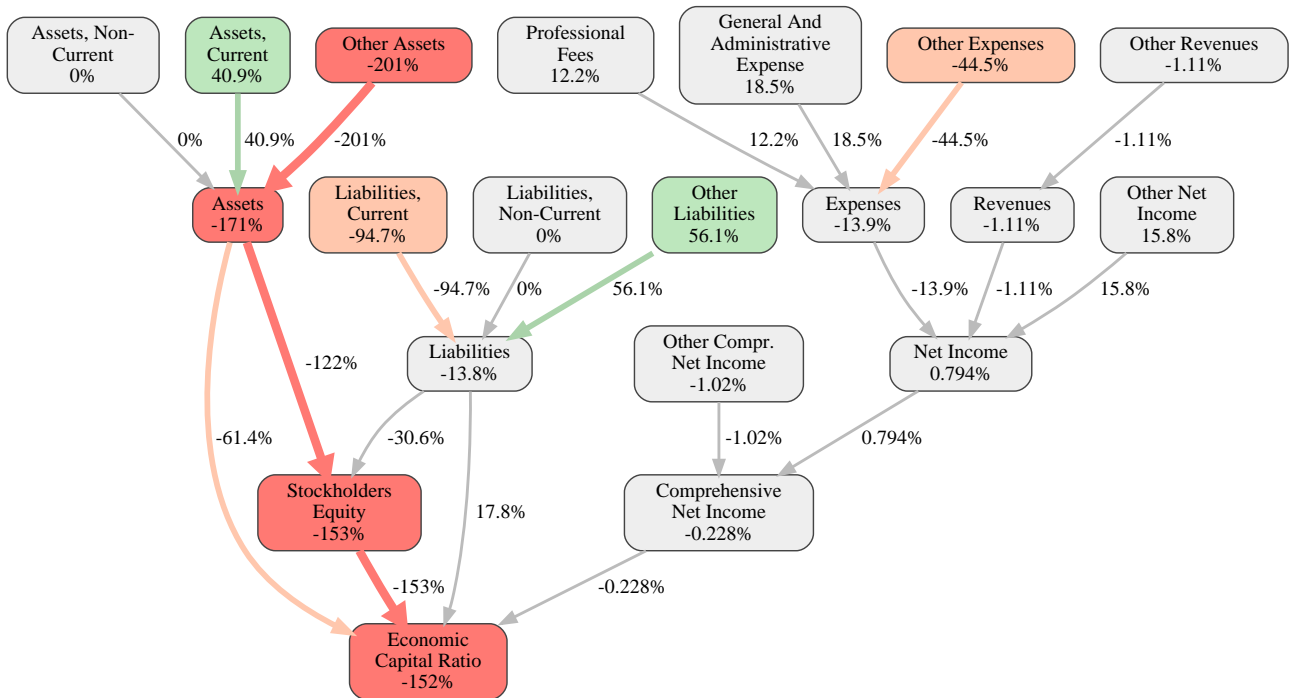 Assets, Non-
Current
0%
Assets,
Current
40.9%
Other Assets
-201%
Professional
Fees
12.2%
General And
Administrative
Expense
18.5%
Other Expenses
-44.5%
Other Revenues
-1.11%
0%
40.9%
-201%
12.2%
18.5%
-44.5%
-1.11%
Assets
-171%
Liabilities,
Current
-94.7%
Liabilities,
Non-Current
0%
Other
Liabilities
56.1%
Expenses
-13.9%
Revenues
-1.11%
Other Net
Income
15.8%
-94.7%
0%
56.1%
-13.9%
-1.11%
15.8%
-122%
Liabilities
-13.8%
Other Compr.
Net Income
-1.02%
Net Income
0.794%
-61.4%
-30.6%
-1.02%
0.794%
Stockholders
Equity
-153%
17.8%
Comprehensive
Net Income
-0.228%
-153%
-0.228%
Economic
Capital Ratio
-152%